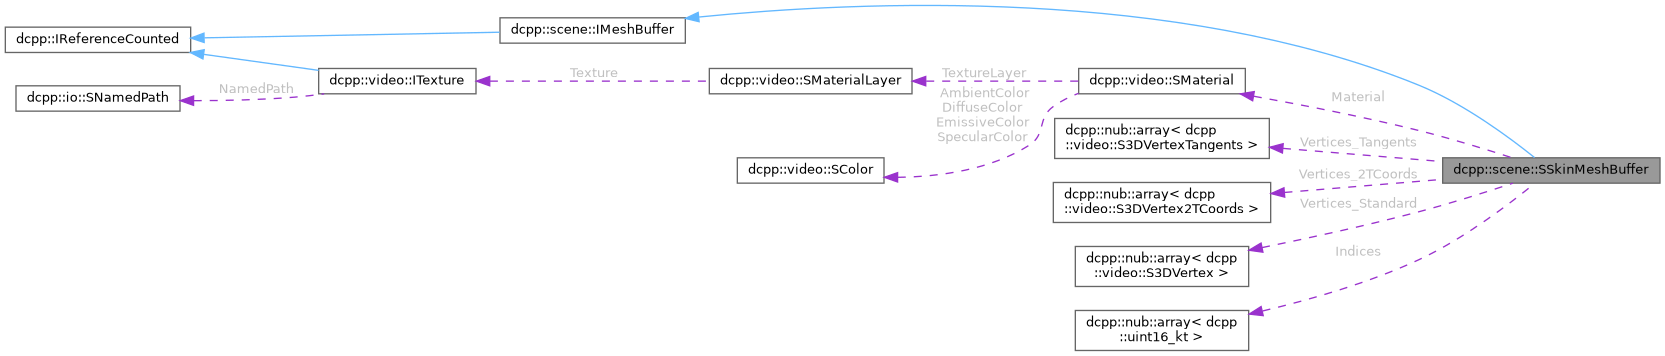 dcpp::IReferenceCounted
dcpp::scene::IMeshBuffer
dcpp::video::ITexture
Texture
dcpp::video::SMaterialLayer
TextureLayer
dcpp::video::SMaterial
NamedPath
dcpp::io::SNamedPath
AmbientColor
DiffuseColor
EmissiveColor
SpecularColor
Material
dcpp::nub::array< dcpp
::video::S3DVertexTangents >
Vertices_Tangents
dcpp::video::SColor
dcpp::scene::SSkinMeshBuffer
Vertices_2TCoords
dcpp::nub::array< dcpp
::video::S3DVertex2TCoords >
Vertices_Standard
dcpp::nub::array< dcpp
::video::S3DVertex >
Indices
dcpp::nub::array< dcpp
::uint16_kt >